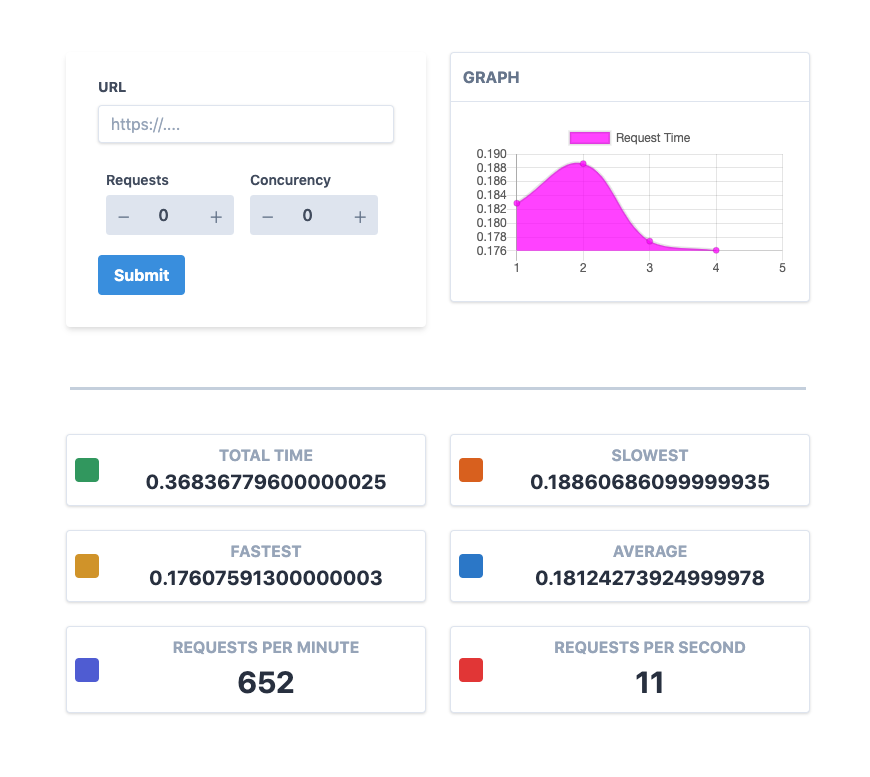 URL
https://....
Requests
Concurency
− 0 +
− 0 +
Submit
GRAPH
Request Time
0.190
0.188
0.186
0.184
0.182
0.180
0.178
0.176
1 2 3 4 5
TOTAL TIME
0.36836779600000025
SLOWEST
0.18860686099999935
FASTEST
0.17607591300000003
AVERAGE
0.18124273924999978
REQUESTS PER MINUTE
652
REQUESTS PER SECOND
11